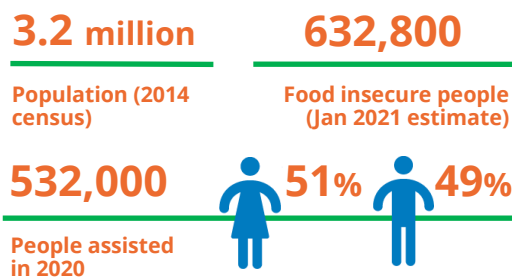 3.2 million
632,800
Population (2014
census)
Food insecure people
(Jan 2021 estimate)
532,000
51%
49%
People assisted
in 2020